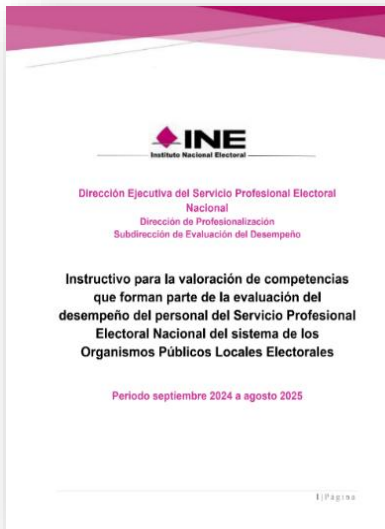 INE
Instituto Nacional Electoral
Dirección Ejecutiva del Servicio Profesional Electoral
Nacional
Dirección de Profesionalización
Subdirección de Evaluación del Desempeño
Instructivo para la valoración de competencias
que forman parte de la evaluación del
desempeño del personal del Servicio Profesional
Electoral Nacional del sistema de los
Organismos Públicos Locales Electorales
Periodo septiembre 2024 a agosto 2025
1 | Página